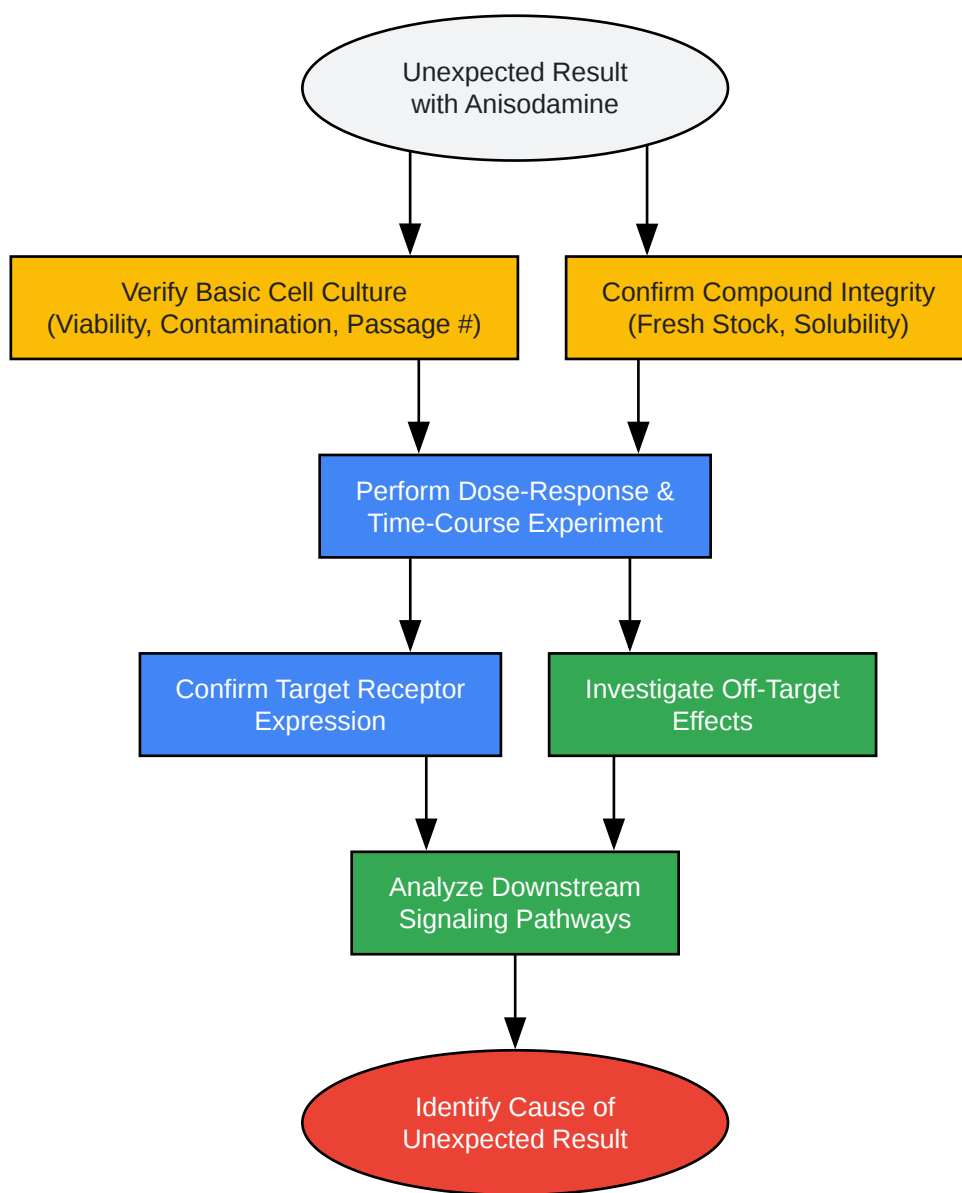 Unexpected Result
with Anisodamine
Verify Basic Cell Culture
(Viability, Contamination, Passage #)
Confirm Compound Integrity
(Fresh Stock, Solubility)
Perform Dose-Response &
Time-Course Experiment
Confirm Target Receptor
Expression
Investigate Off-Target
Effects
Analyze Downstream
Signaling Pathways
Identify Cause of
Unexpected Result